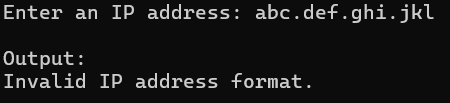 Enter an IP address: abc.def.ghi.jkl
Output:
Invalid IP address format.